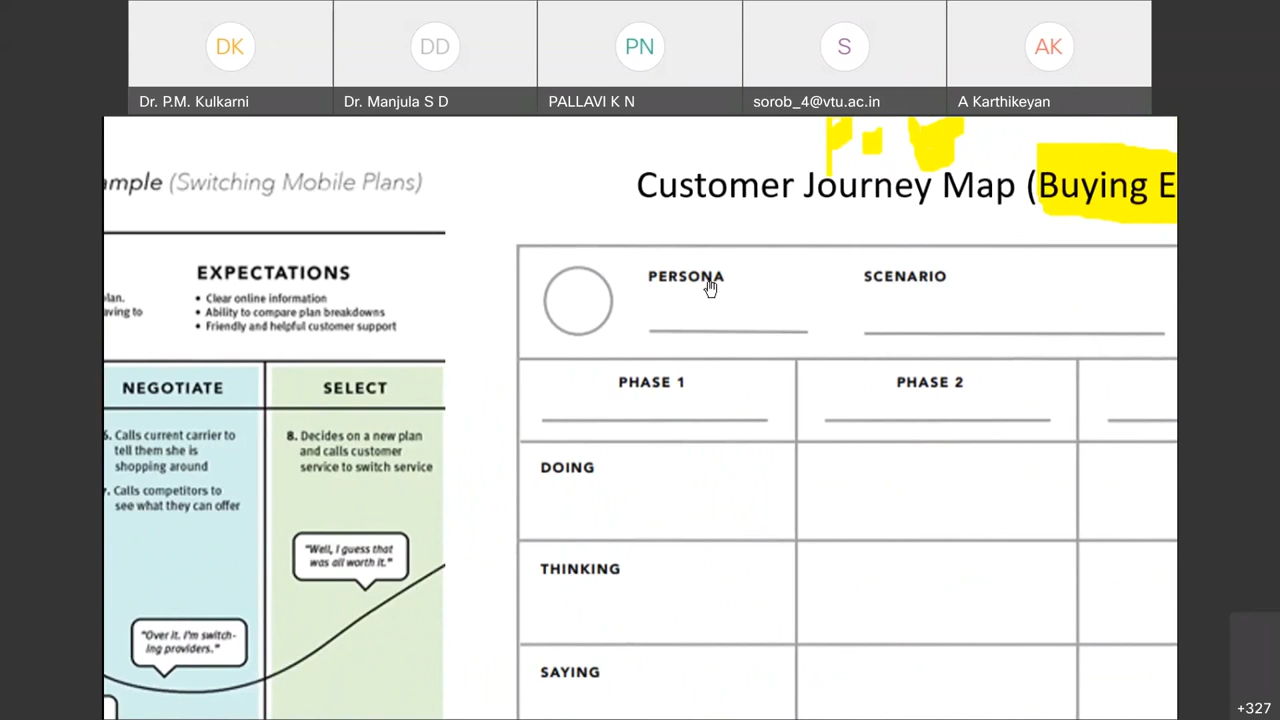 DK
DD
PN
S
AK
Dr. P.M. Kulkarni
Dr. Manjula S D
PALLAVI K N
sorob_4@vtu.ac.in
A Karthikeyan
ample (Switching Mobile Plans)
EXPECTATIONS
plan.
aving to
• Clear online information
• Ability to compare plan breakdowns
• Friendly and helpful customer support
NEGOTIATE
SELECT
6. Calls current carrier to
tell them she is
shopping around
7. Calls competitors to
see what they can offer
8. Decides on a new plan
and calls customer
service to switch service
"Well, I guess that
was all worth it."
"Over it. I'm switch-
ing providers."
Customer Journey Map (Buying E
PERSONA
SCENARIO
PHASE 1
PHASE 2
DOING
THINKING
SAYING
+327